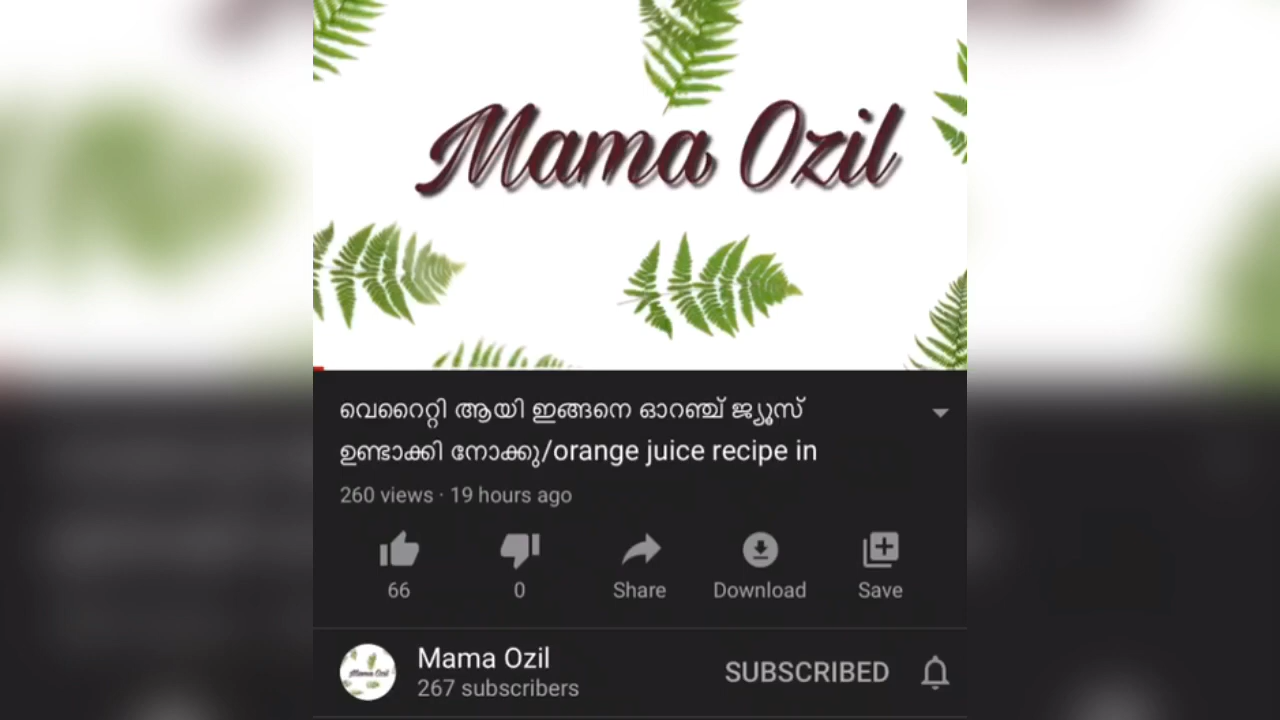 Mama Ozil
വെറൈറ്റി ആയി ഇങ്ങനെ ഓറഞ്ച് ജ്യൂസ്
ഉണ്ടാക്കി നോക്കു/orange juice recipe in
260 views · 19 hours ago
66 0 Share Download Save
Mama Ozil
267 subscribers
SUBSCRIBED